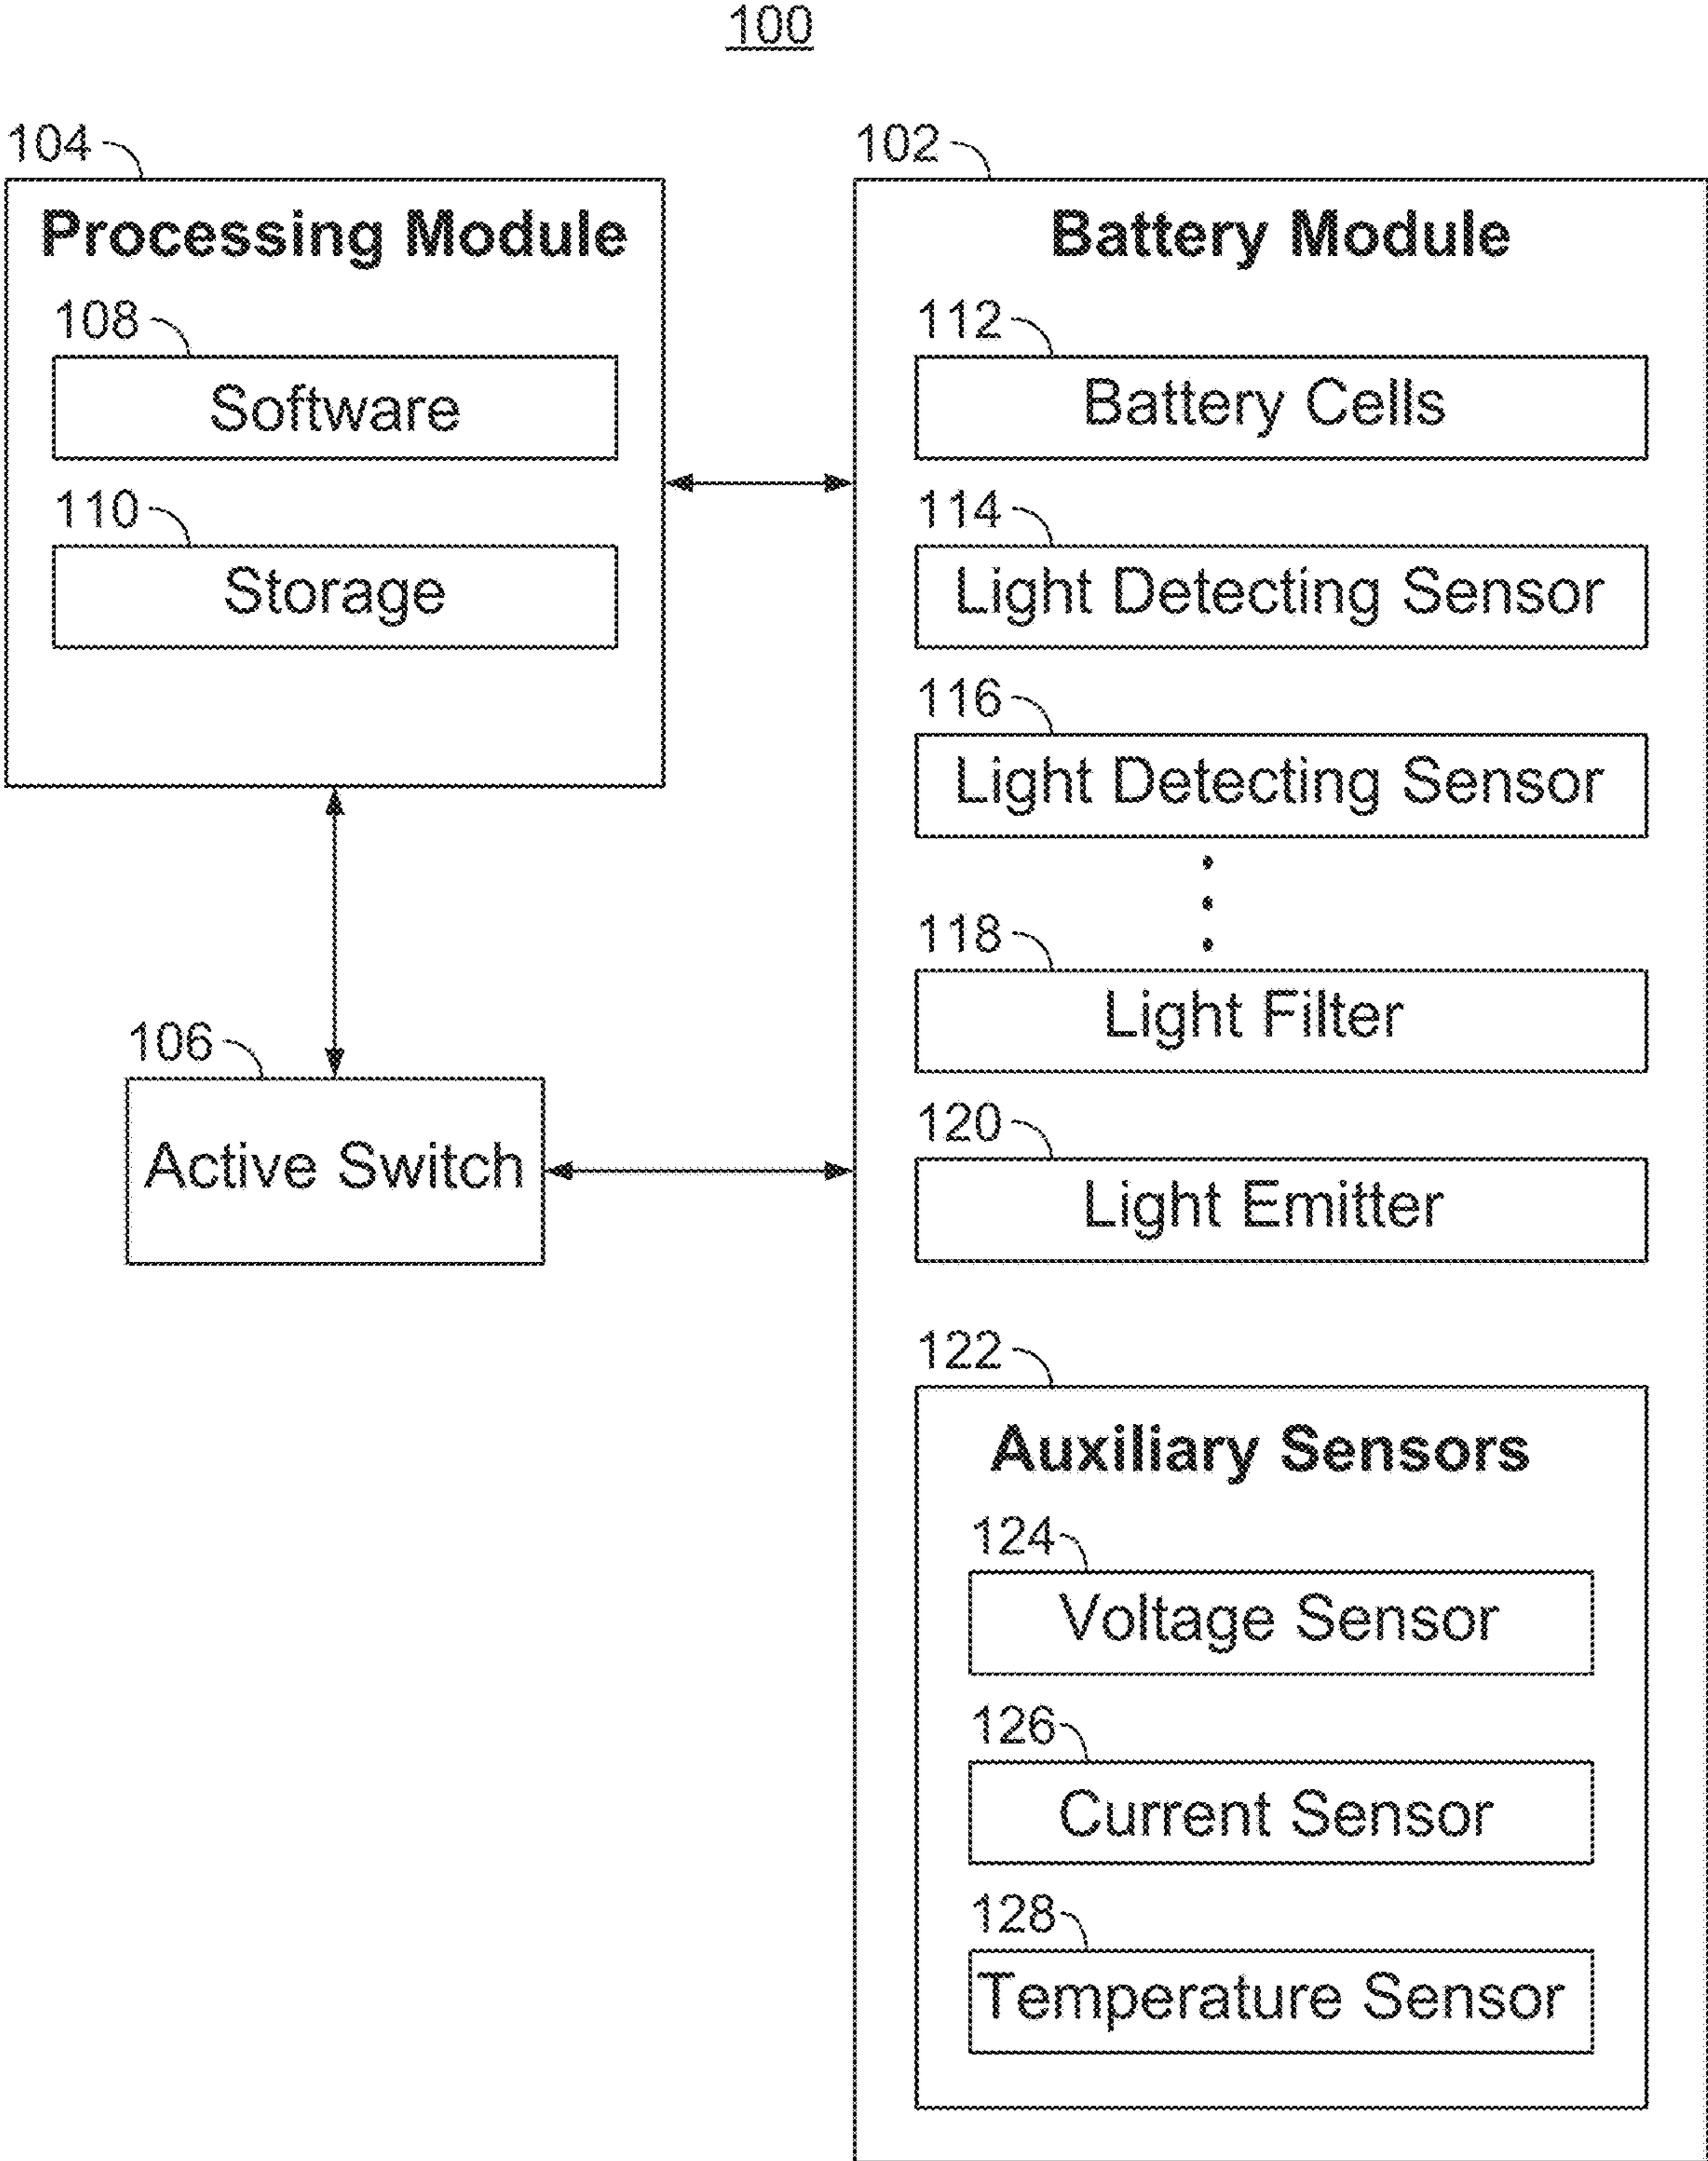 100
104
Processing Module
108
Software
110
Storage
106
Active Switch
102
Battery Module
112
Battery Cells
114
Light Detecting Sensor
116
Light Detecting Sensor
118
Light Filter
120
Light Emitter
122
Auxiliary Sensors
124
Voltage Sensor
126
Current Sensor
128
Temperature Sensor